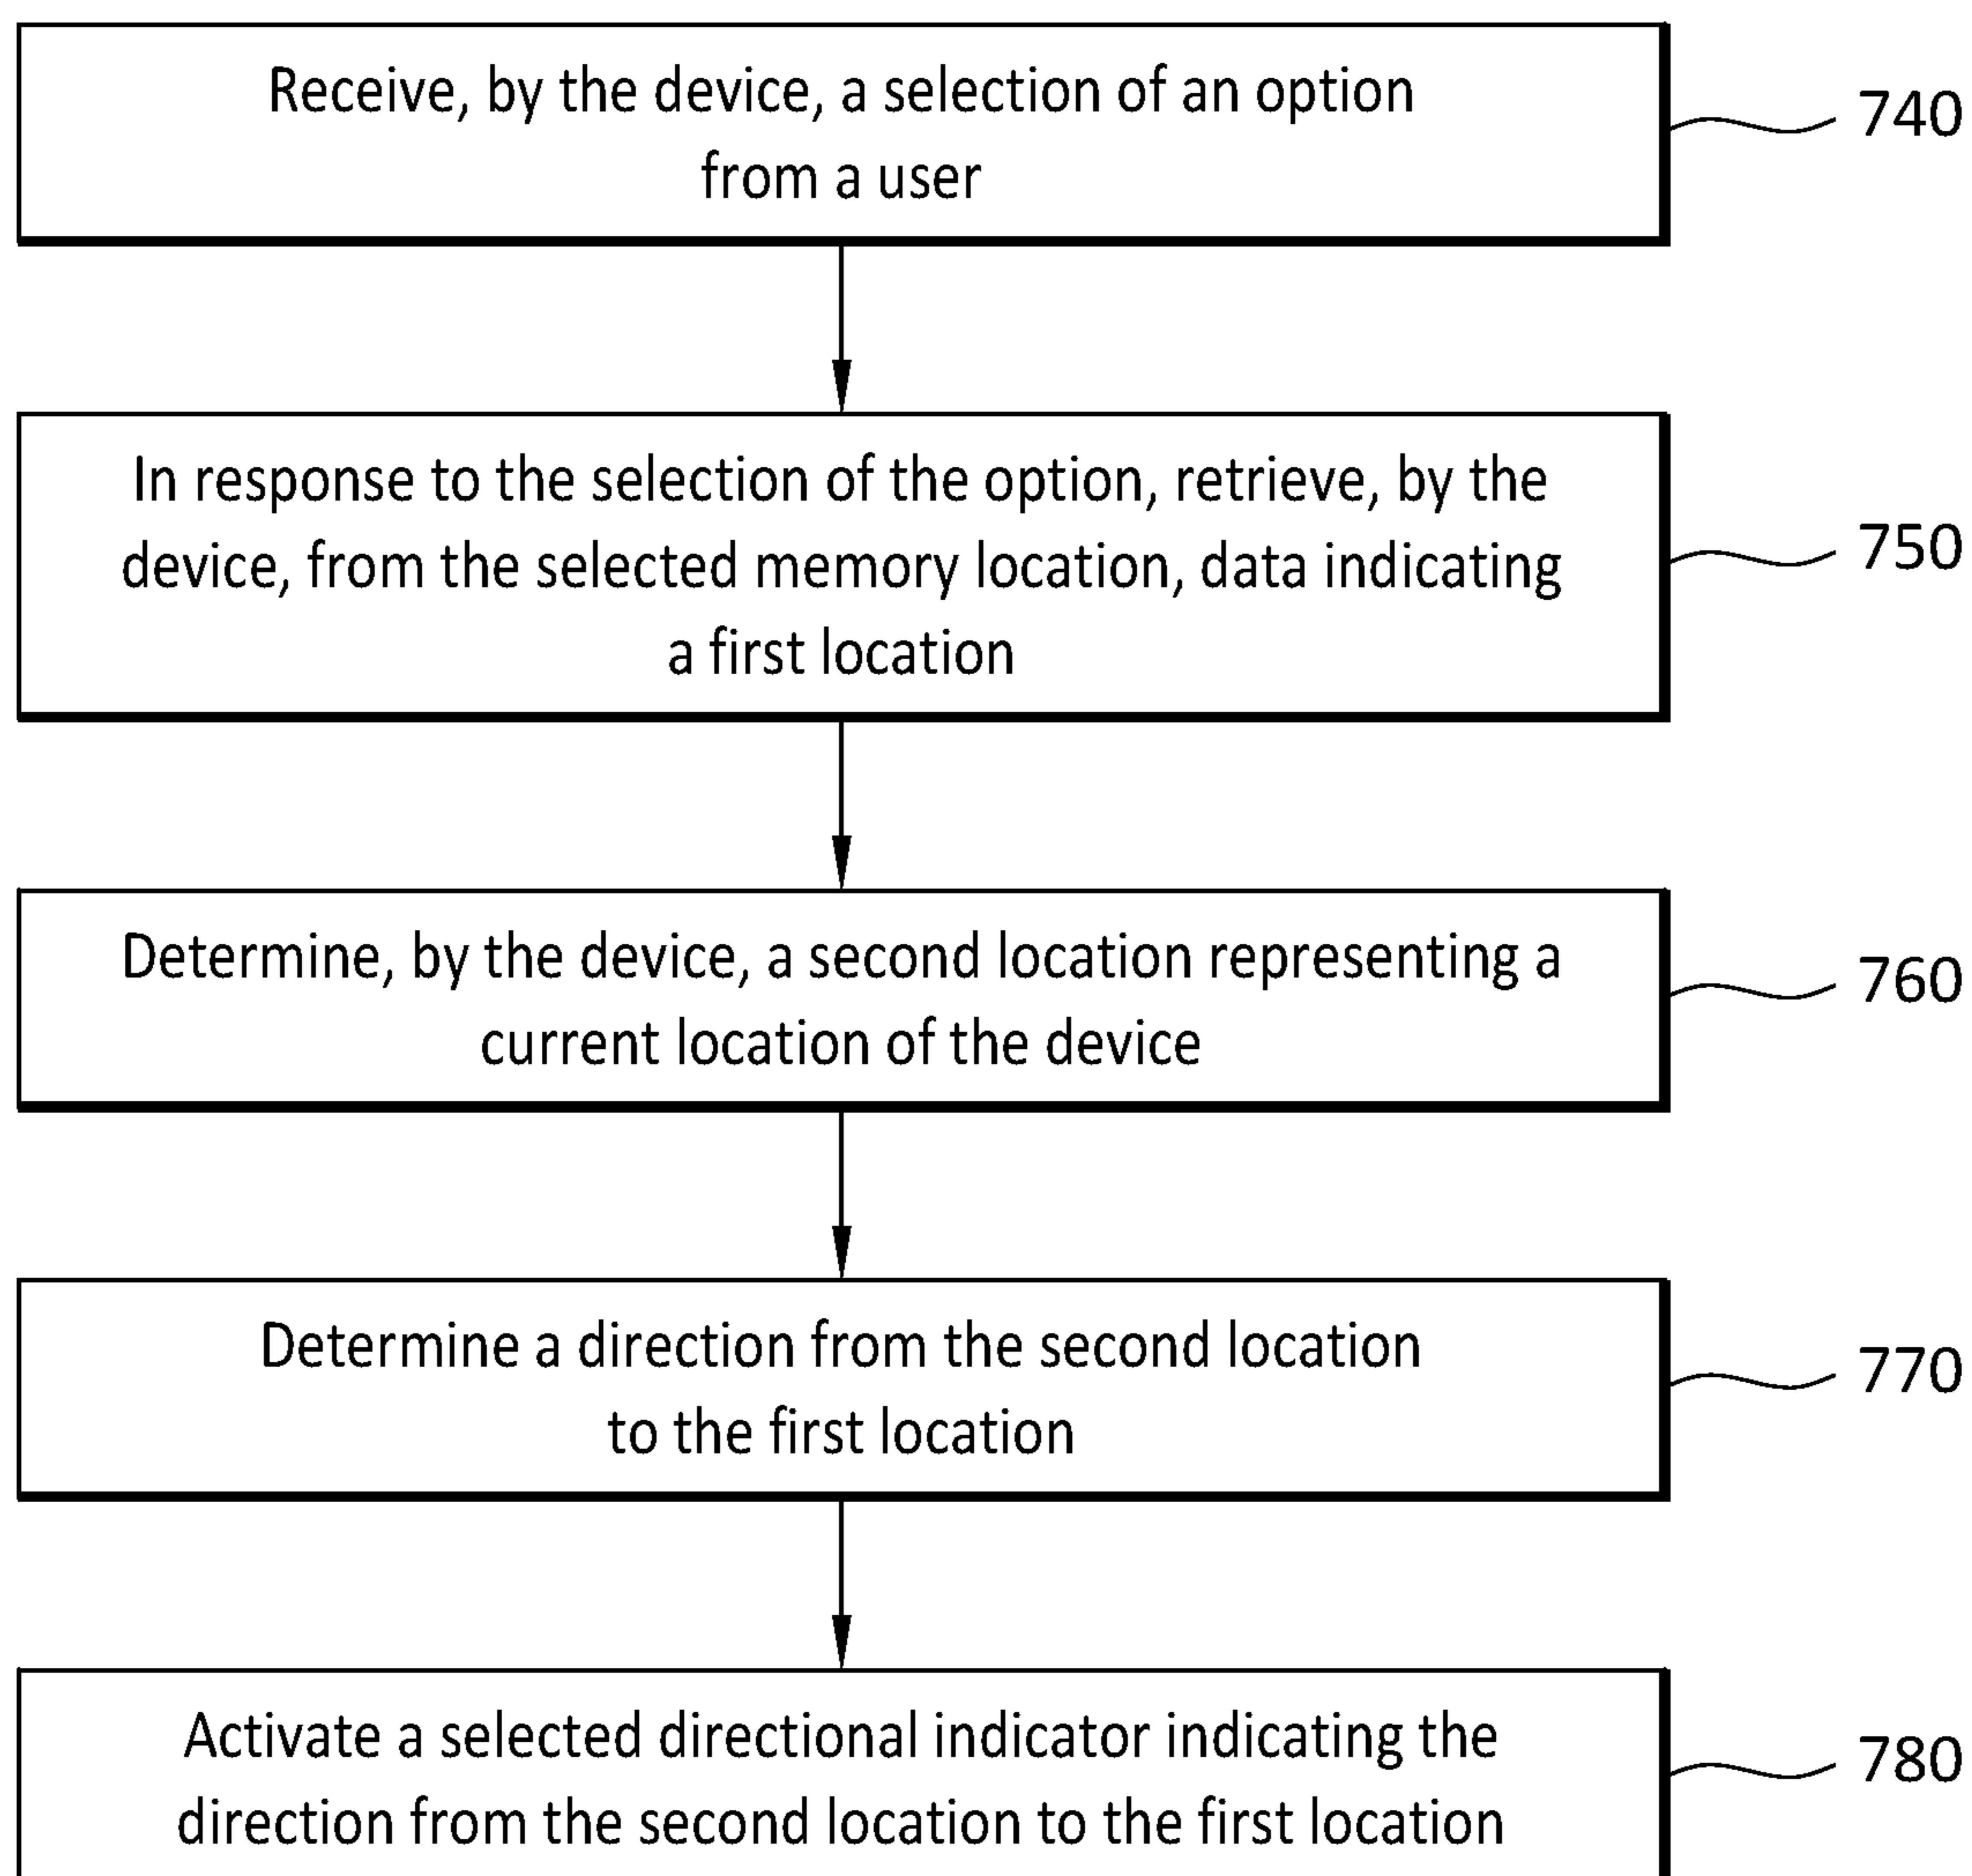 Receive, by the device, a selection of an option
from a user
740
In response to the selection of the option, retrieve, by the
device, from the selected memory location, data indicating
a first location
750
Determine, by the device, a second location representing a
current location of the device
760
Determine a direction from the second location
to the first location
770
Activate a selected directional indicator indicating the
direction from the second location to the first location
780